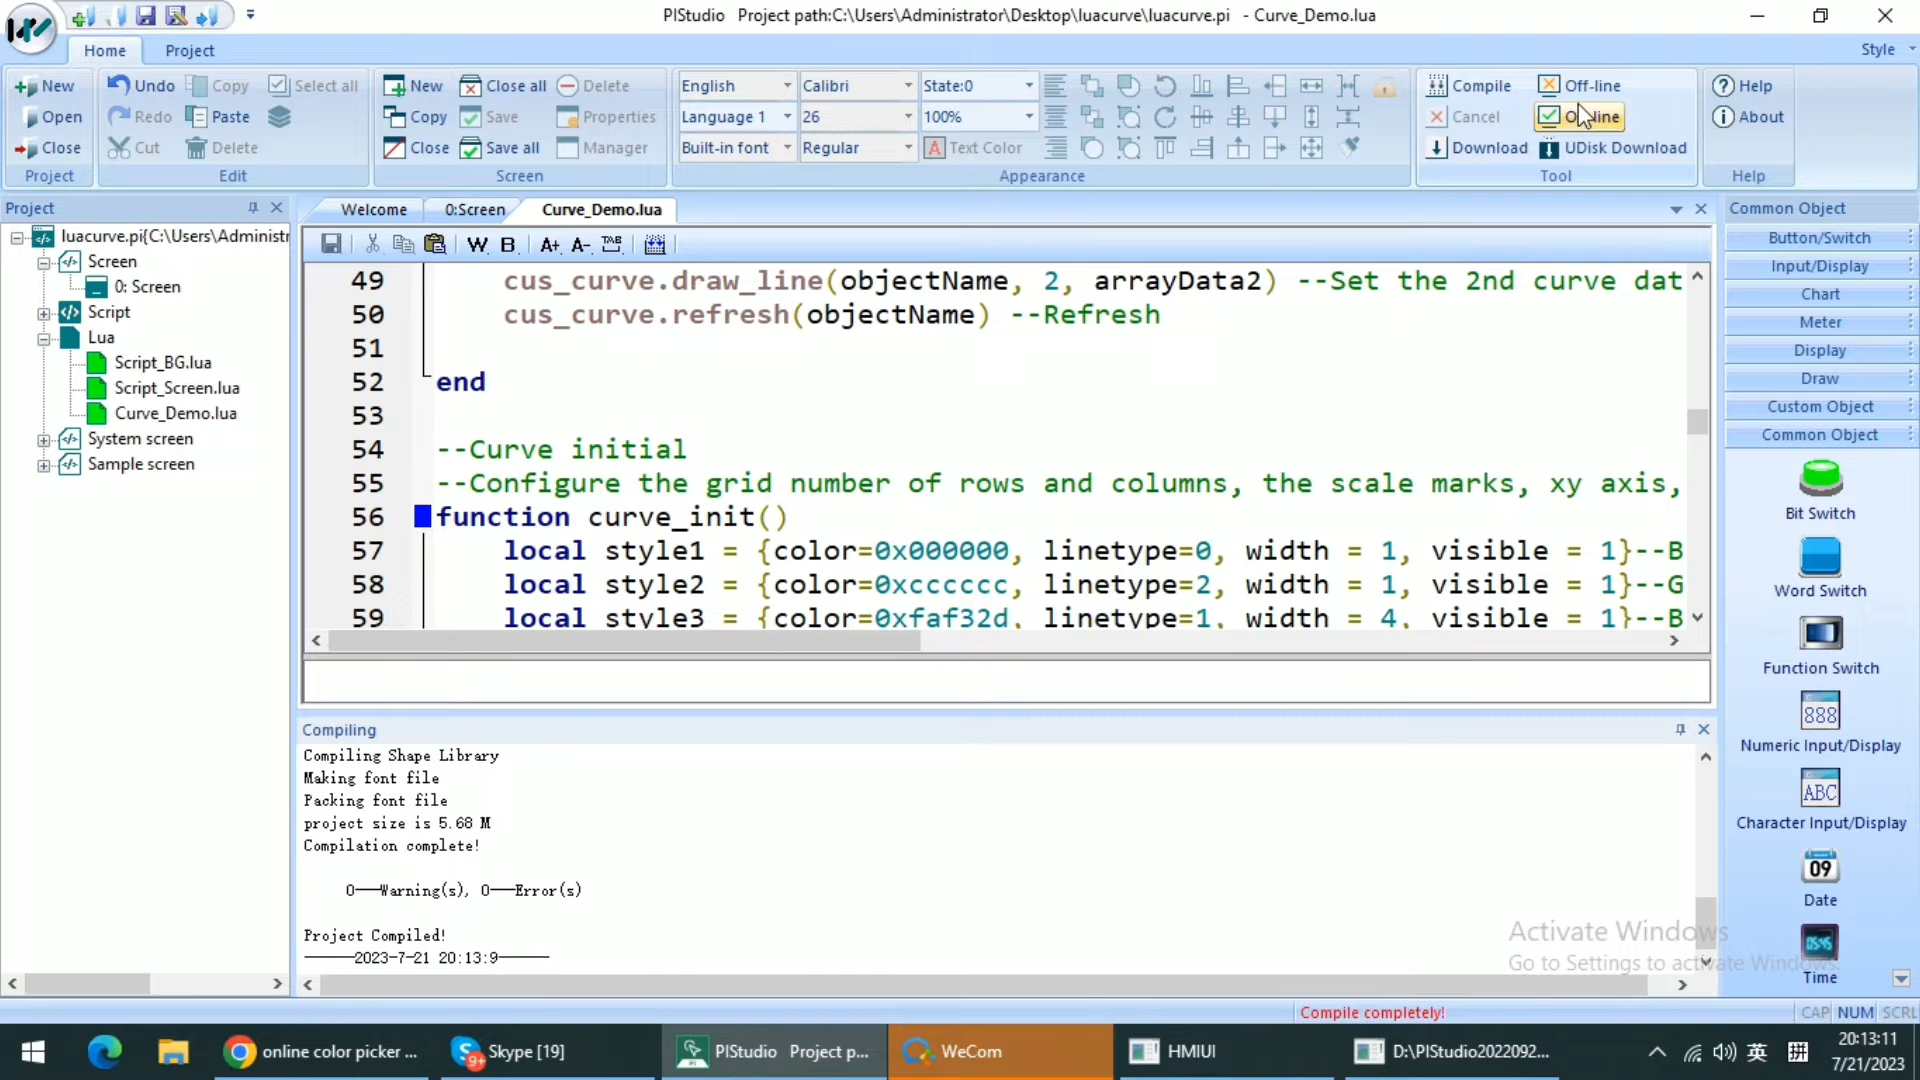 PIStudio Project path:C:\Users\Administrator\Desktop\luacurve\luacurve.pi - Curve_Demo.lua
Home Project Style
New Undo Copy Select all New Close all Delete English Calibri State:0 Compile Off-line Help
Open Redo Paste Copy Save Properties Language 1 26 100% Cancel About
Close Cut Delete Close Save all Manager Built-in font Regular A Text Color Download UDisk Download
Project Edit Screen Appearance Tool Help
Project Welcome 0:Screen Curve_Demo.lua Common Object
luacurve.pi{C:\Users\Administr
Screen
0: Screen
Script
Lua
Script_BG.lua
Script_Screen.lua
Curve_Demo.lua
System screen
Sample screen
W B A+ A- TAB
49 cus_curve.draw_line(objectName, 2, arrayData2) --Set the 2nd curve dat
50 cus_curve.refresh(objectName) --Refresh
51
52 end
53
54 --Curve initial
55 --Configure the grid number of rows and columns, the scale marks, xy axis,
56 function curve_init()
57 local style1 = {color=0x000000, linetype=0, width = 1, visible = 1}--B
58 local style2 = {color=0xcccccc, linetype=2, width = 1, visible = 1}--G
59 local style3 = {color=0xfaf32d, linetype=1, width = 4, visible = 1}--B
Compiling
Compiling Shape Library
Making font file
Packing font file
project size is 5.68 M
Compilation complete!
0——Warning(s), 0——Error(s)
Project Compiled!
———2023-7-21 20:13:9———
Button/Switch
Input/Display
Chart
Meter
Display
Draw
Custom Object
Common Object
Bit Switch
Word Switch
Function Switch
888
Numeric Input/Display
ABC
Character Input/Display
09
Date
05:45
Time
Activate Windows
Go to Settings to activate Windows.
Compile completely! CAP NUM SCRL
online color picker ... 9+ Skype [19] PIStudio Project p... WeCom HMIUI D:\PIStudio2022092... 英 拼 20:13:11
7/21/2023